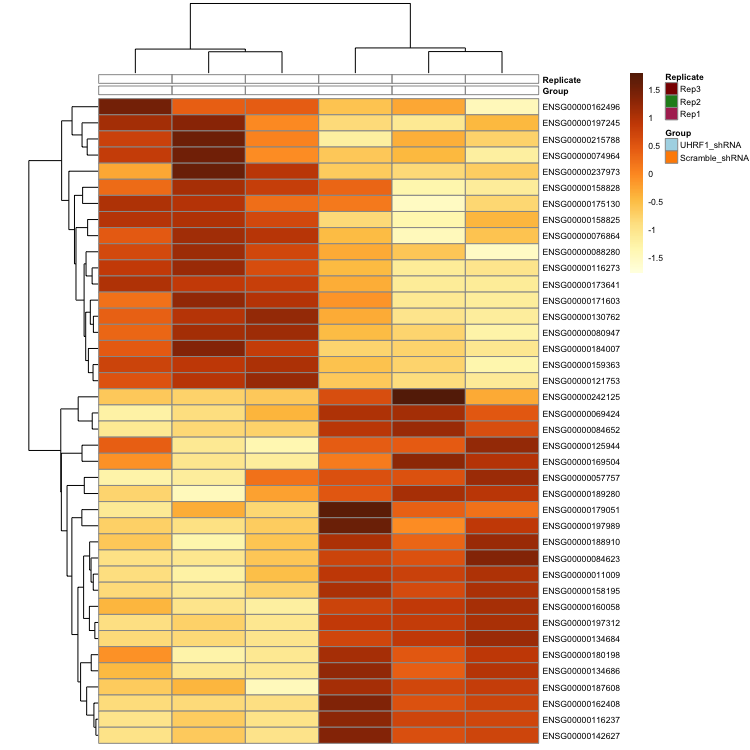 Replicate
Group
ENSG00000162496
ENSG00000197245
ENSG00000215788
ENSG00000074964
ENSG00000237973
ENSG00000158828
ENSG00000175130
ENSG00000158825
ENSG00000076864
ENSG00000088280
ENSG00000116273
ENSG00000173641
ENSG00000171603
ENSG00000130762
ENSG00000080947
ENSG00000184007
ENSG00000159363
ENSG00000121753
ENSG00000242125
ENSG00000069424
ENSG00000084652
ENSG00000125944
ENSG00000169504
ENSG00000057757
ENSG00000189280
ENSG00000179051
ENSG00000197989
ENSG00000188910
ENSG00000084623
ENSG00000011009
ENSG00000158195
ENSG00000160058
ENSG00000197312
ENSG00000134684
ENSG00000180198
ENSG00000134686
ENSG00000187608
ENSG00000162408
ENSG00000116237
ENSG00000142627
1.5
1
0.5
0
-0.5
-1
-1.5
Replicate
Rep3
Rep2
Rep1
Group
UHRF1_shRNA
Scramble_shRNA